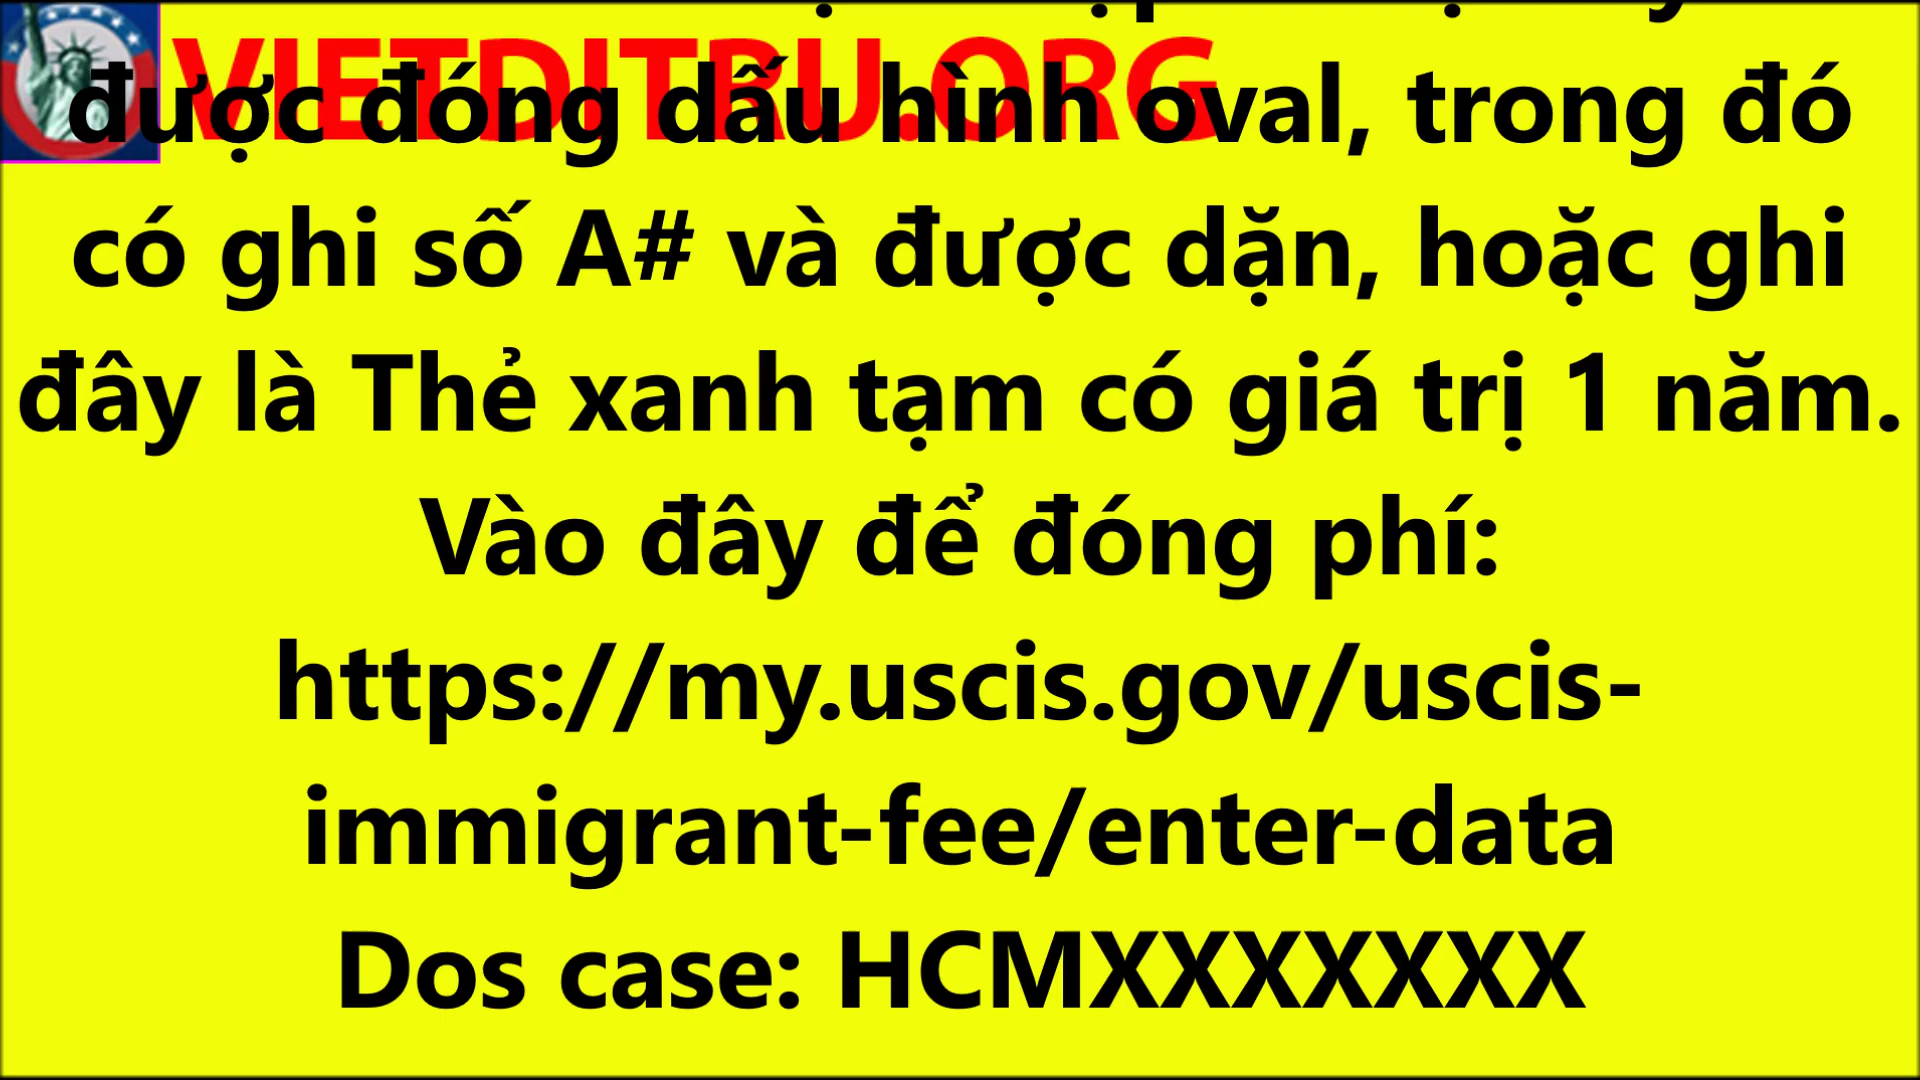 VIETDITRU.ORG
được đóng dấu hình oval, trong đó
có ghi số A# và được dặn, hoặc ghi
đây là Thẻ xanh tạm có giá trị 1 năm.
Vào đây để đóng phí:
https://my.uscis.gov/uscis-
immigrant-fee/enter-data
Dos case: HCMXXXXXXX